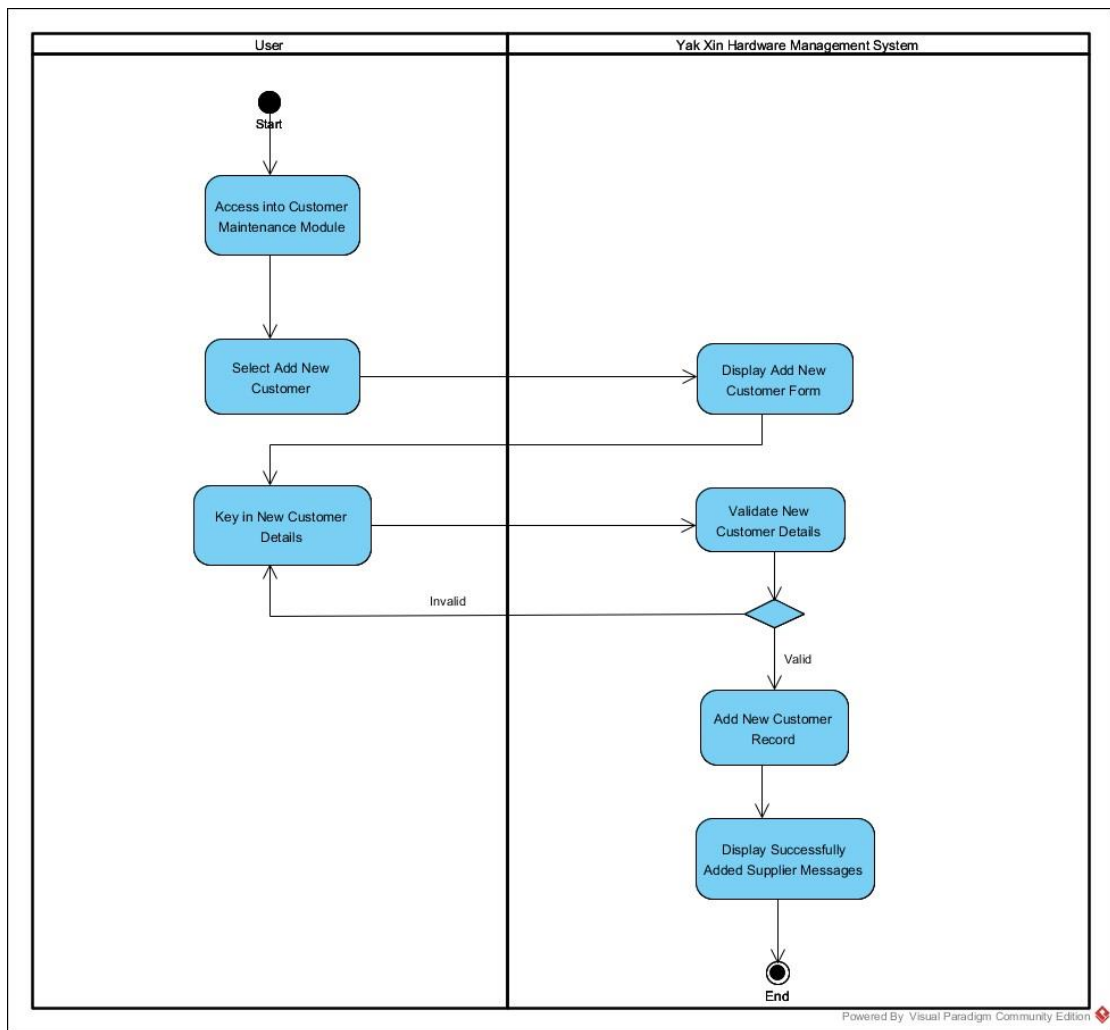 User
Yak Xin Hardware Management System
Start
Access into Customer
Maintenance Module
Select Add New
Customer
Display Add New
Customer Form
Key in New Customer
Details
Validate New
Customer Details
Invalid
Valid
Add New Customer
Record
Display Successfully
Added Supplier Messages
End
Powered By Visual Paradigm Community Edition